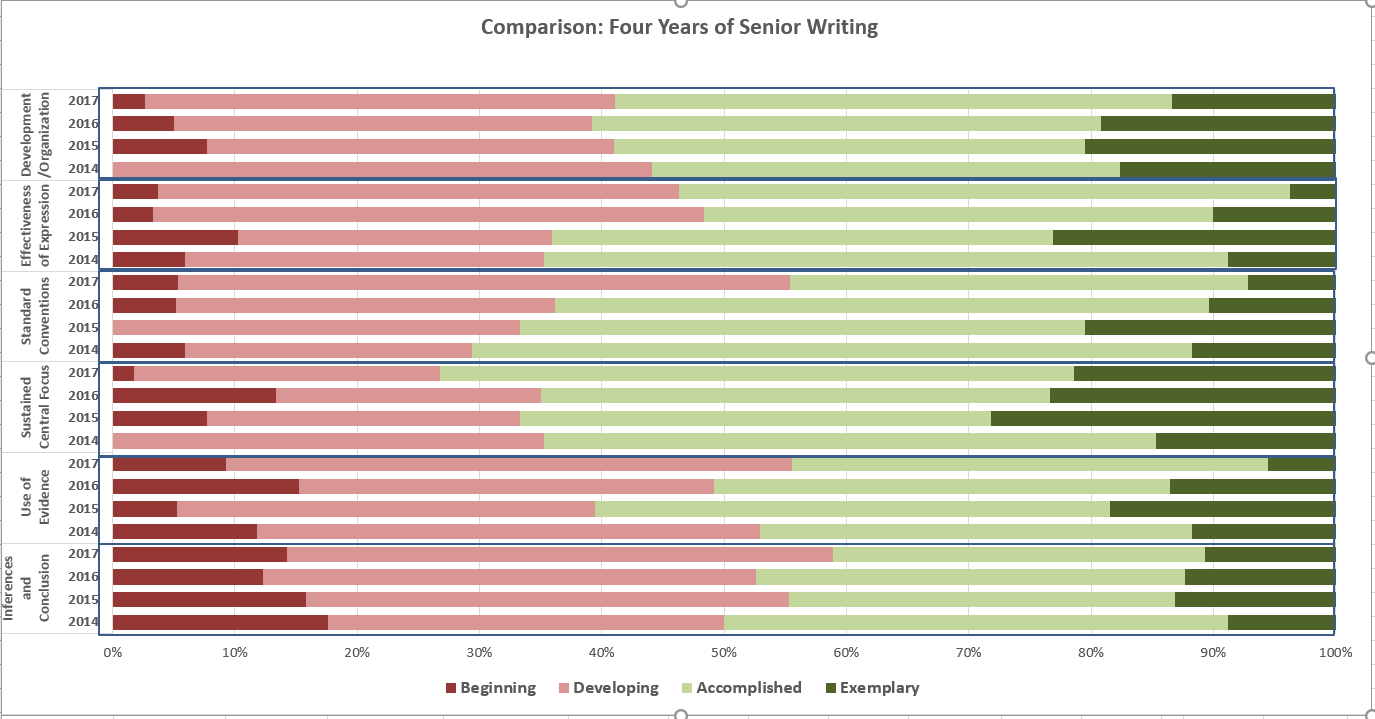 Comparison: Four Years of Senior Writing
Development
/Organization
2017
2016
2015
2014
Effectiveness
of Expression
2017
2016
2015
2014
Standard
Conventions
2017
2016
2015
2014
Sustained
Central Focus
2017
2016
2015
2014
Use of
Evidence
2017
2016
2015
2014
Inferences
and
Conclusion
2017
2016
2015
2014
0% 10% 20% 30% 40% 50% 60% 70% 80% 90% 100%
Beginning Developing Accomplished Exemplary